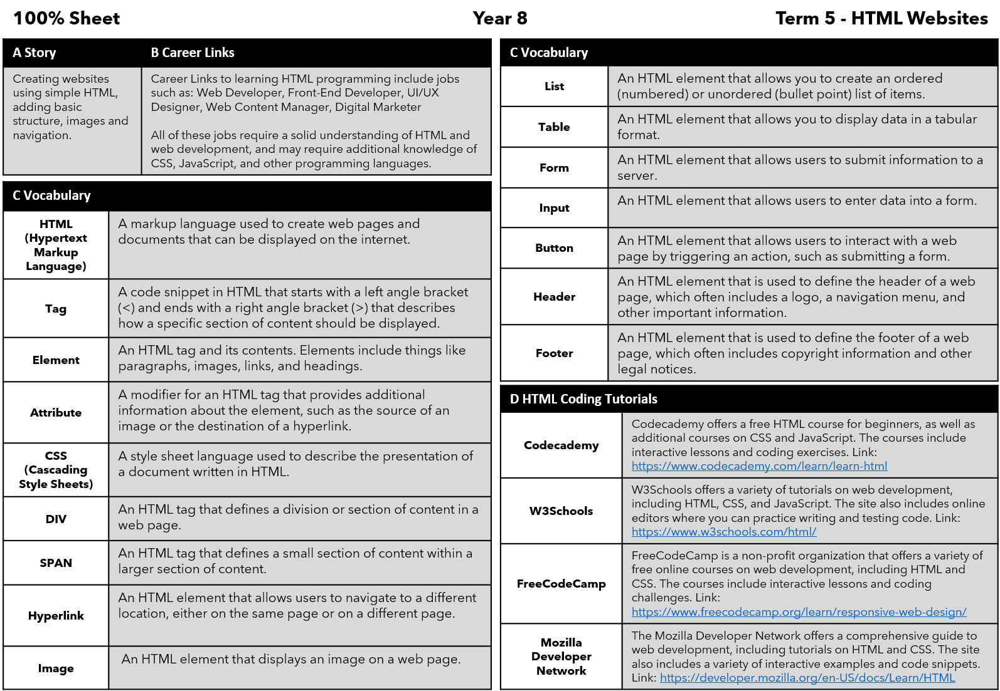 100% Sheet
Year 8
Term 5 - HTML Websites
A Story
B Career Links
Creating websites
using simple HTML,
adding basic
structure, images and
navigation.
Career Links to learning HTML programming include jobs
such as: Web Developer, Front-End Developer, UI/UX
Designer, Web Content Manager, Digital Marketer
All of these jobs require a solid understanding of HTML and
web development, and may require additional knowledge of
CSS, JavaScript, and other programming languages.
C Vocabulary
HTML
(Hypertext
Markup
Language)
A markup language used to create web pages and
documents that can be displayed on the internet.
Tag
A code snippet in HTML that starts with a left angle bracket
(<) and ends with a right angle bracket (>) that describes
how a specific section of content should be displayed.
Element
An HTML tag and its contents. Elements include things like
paragraphs, images, links, and headings.
Attribute
A modifier for an HTML tag that provides additional
information about the element, such as the source of an
image or the destination of a hyperlink.
CSS
(Cascading
Style Sheets)
A style sheet language used to describe the presentation of
a document written in HTML.
DIV
An HTML tag that defines a division or section of content in a
web page.
SPAN
An HTML tag that defines a small section of content within a
larger section of content.
Hyperlink
An HTML element that allows users to navigate to a different
location, either on the same page or on a different page.
Image
An HTML element that displays an image on a web page.
C Vocabulary
List
An HTML element that allows you to create an ordered
(numbered) or unordered (bullet point) list of items.
Table
An HTML element that allows you to display data in a tabular
format.
Form
An HTML element that allows users to submit information to a
server.
Input
An HTML element that allows users to enter data into a form.
Button
An HTML element that allows users to interact with a web
page by triggering an action, such as submitting a form.
Header
An HTML element that is used to define the header of a web
page, which often includes a logo, a navigation menu, and
other important information.
Footer
An HTML element that is used to define the footer of a web
page, which often includes copyright information and other
legal notices.
D HTML Coding Tutorials
Codecademy
Codecademy offers a free HTML course for beginners, as well as
additional courses on CSS and JavaScript. The courses include
interactive lessons and coding exercises. Link:
https://www.codecademy.com/learn/learn-html
W3Schools
W3Schools offers a variety of tutorials on web development,
including HTML, CSS, and JavaScript. The site also includes online
editors where you can practice writing and testing code. Link:
https://www.w3schools.com/html/
FreeCodeCamp
FreeCodeCamp is a non-profit organization that offers a variety of
free online courses on web development, including HTML and
CSS. The courses include interactive lessons and coding
challenges. Link:
https://www.freecodecamp.org/learn/responsive-web-design/
Mozilla
Developer
Network
The Mozilla Developer Network offers a comprehensive guide to
web development, including tutorials on HTML and CSS. The site
also includes a variety of interactive examples and code snippets.
Link: https://developer.mozilla.org/en-US/docs/Learn/HTML